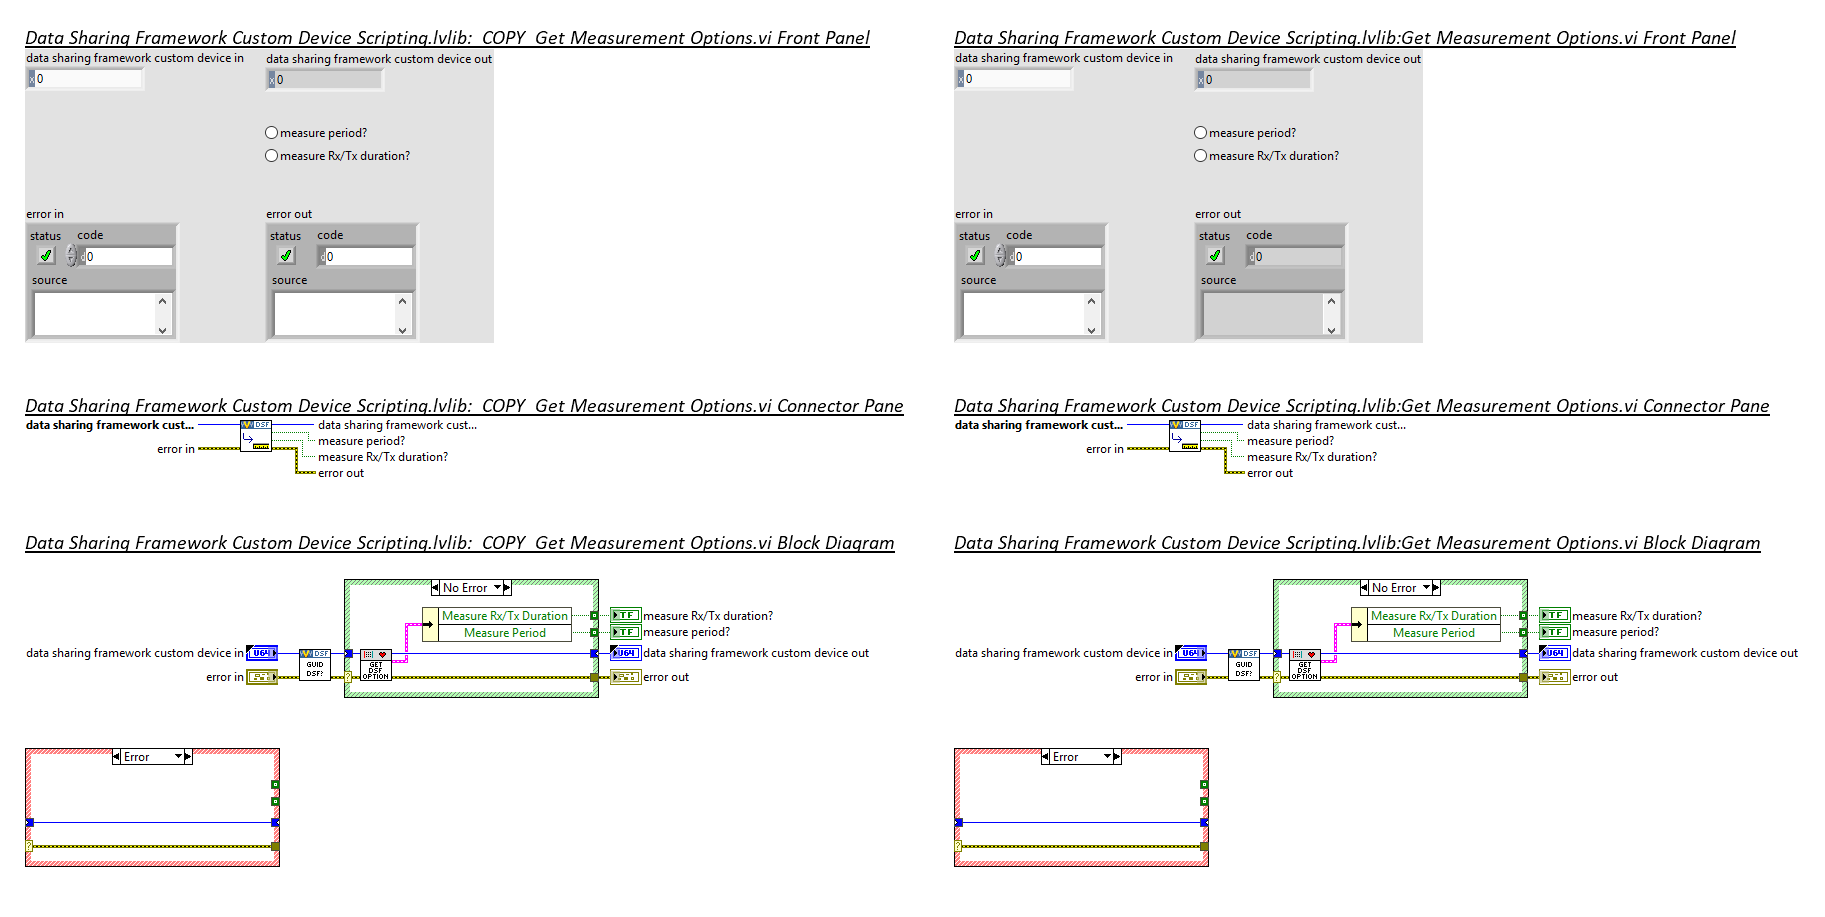 Data Sharing Framework Custom Device Scripting.lvlib:_COPY_Get Measurement Options.vi Front Panel
data sharing framework custom device in
data sharing framework custom device out
x 0
x 0
measure period?
measure Rx/Tx duration?
error in
error out
status code
status code
d 0
d 0
source
source
Data Sharing Framework Custom Device Scripting.lvlib:_COPY_Get Measurement Options.vi Connector Pane
data sharing framework cust...
DSF
data sharing framework cust...
measure period?
error in
measure Rx/Tx duration?
error out
Data Sharing Framework Custom Device Scripting.lvlib:_COPY_Get Measurement Options.vi Block Diagram
No Error
Measure Rx/Tx Duration
TF
measure Rx/Tx duration?
Measure Period
TF
measure period?
data sharing framework custom device in
U64
DSF
GUID
DSF?
GET
DSF
OPTION
U64
data sharing framework custom device out
error in
?
error out
Error
?
Data Sharing Framework Custom Device Scripting.lvlib:Get Measurement Options.vi Front Panel
data sharing framework custom device in
data sharing framework custom device out
x 0
x 0
measure period?
measure Rx/Tx duration?
error in
error out
status code
status code
d 0
d 0
source
source
Data Sharing Framework Custom Device Scripting.lvlib:Get Measurement Options.vi Connector Pane
data sharing framework cust...
DSF
data sharing framework cust...
measure period?
error in
measure Rx/Tx duration?
error out
Data Sharing Framework Custom Device Scripting.lvlib:Get Measurement Options.vi Block Diagram
No Error
Measure Rx/Tx Duration
TF
measure Rx/Tx duration?
Measure Period
TF
measure period?
data sharing framework custom device in
U64
DSF
GUID
DSF?
GET
DSF
OPTION
U64
data sharing framework custom device out
error in
?
error out
Error
?